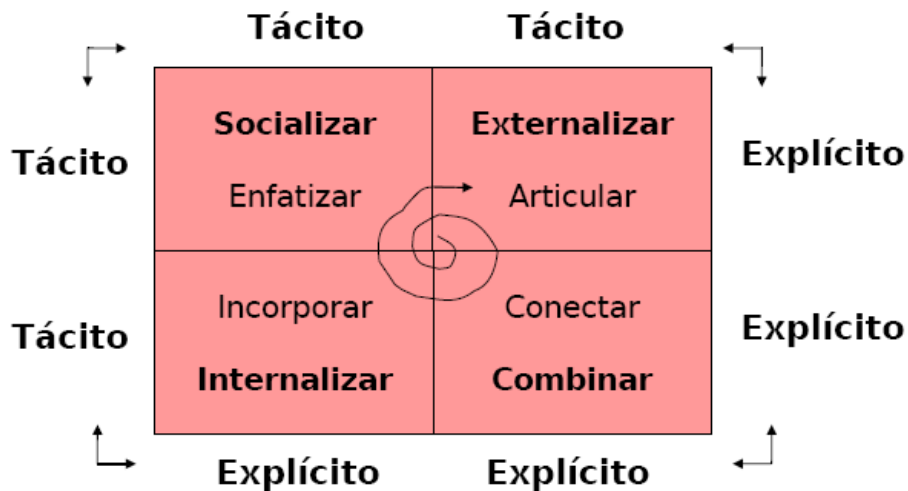 Tácito Tácito
Socializar Externalizar
Tácito Explícito
Enfatizar Articular
Incorporar Conectar
Tácito Explícito
Internalizar Combinar
Explícito Explícito